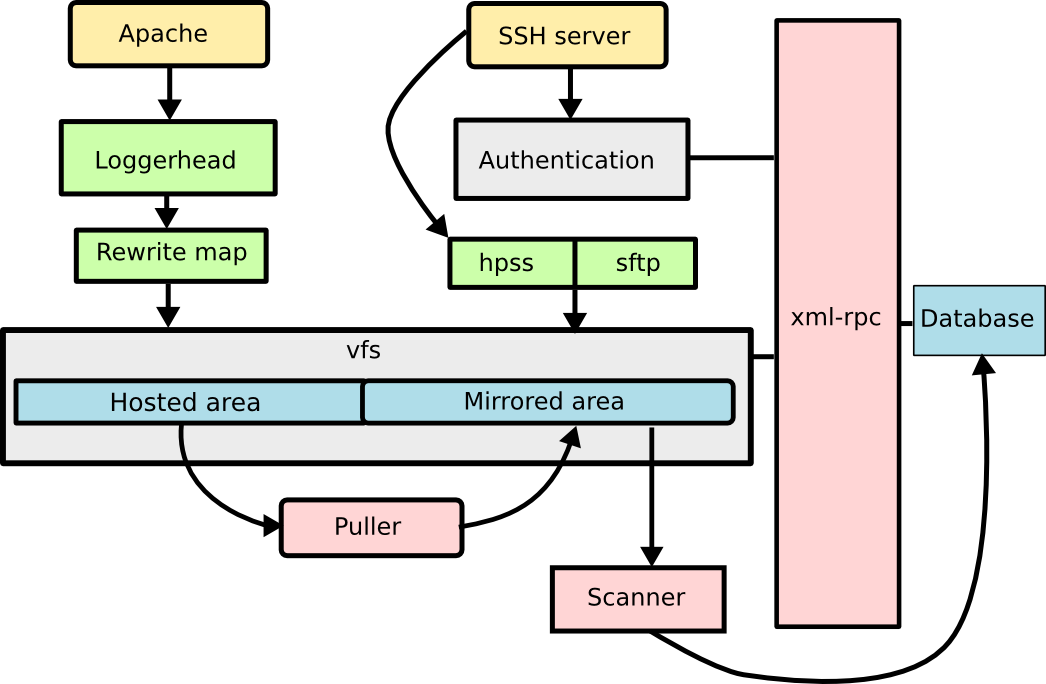 Apache
SSH server
Loggerhead
Authentication
Rewrite map
hpss
sftp
xml-rpc
Database
vfs
Hosted area
Mirrored area
Puller
Scanner